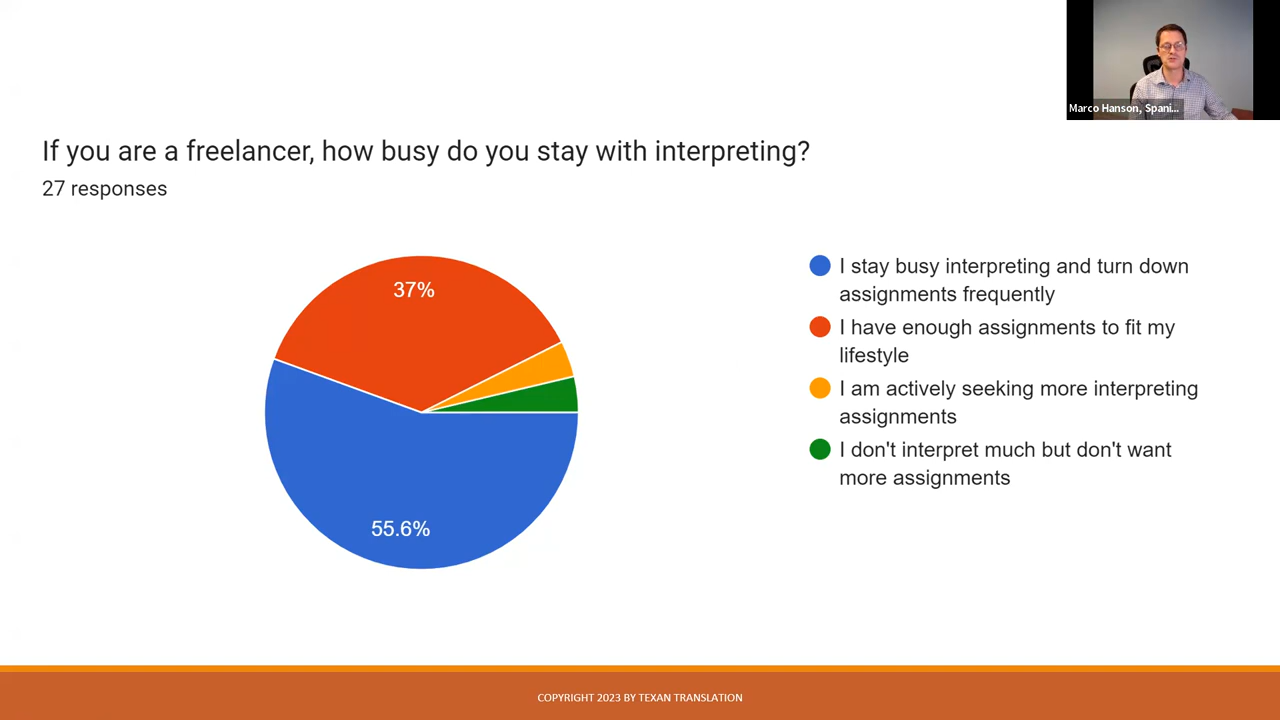 Marco Hanson, Spani...
If you are a freelancer, how busy do you stay with interpreting?
27 responses
37%
55.6%
I stay busy interpreting and turn down
assignments frequently
I have enough assignments to fit my
lifestyle
I am actively seeking more interpreting
assignments
I don't interpret much but don't want
more assignments
COPYRIGHT 2023 BY TEXAN TRANSLATION